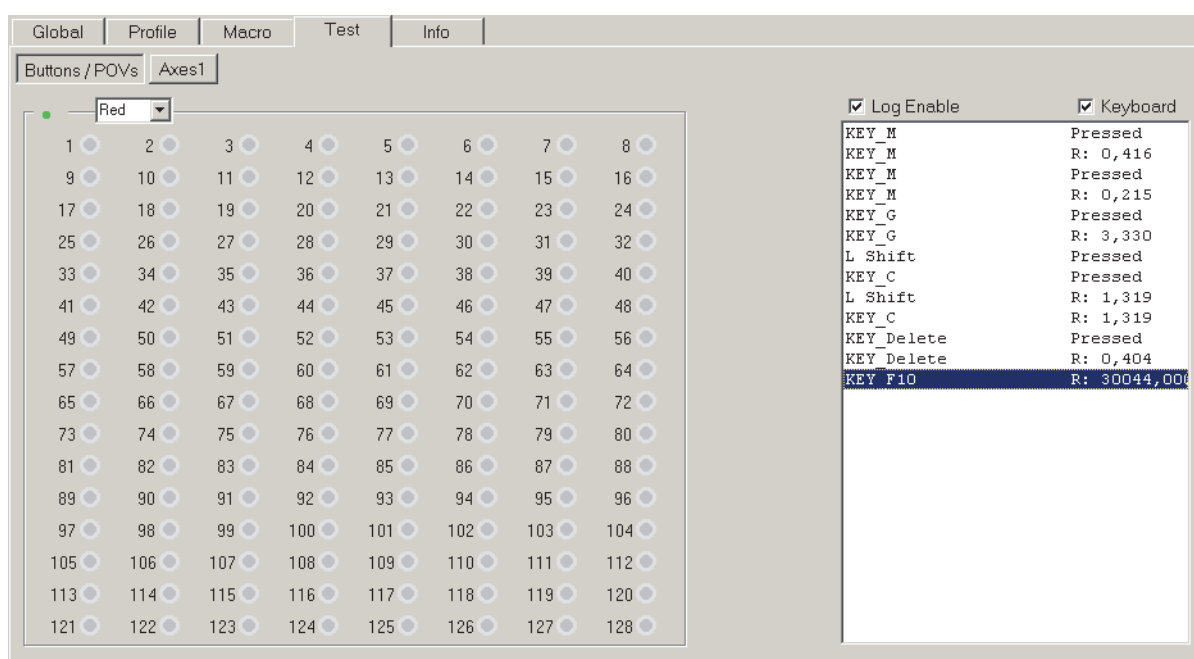 Global Profile Macro Test Info
Buttons / POVs Axes1
Red
Log Enable Keyboard
1 2 3 4 5 6 7 8
9 10 11 12 13 14 15 16
17 18 19 20 21 22 23 24
25 26 27 28 29 30 31 32
33 34 35 36 37 38 39 40
41 42 43 44 45 46 47 48
49 50 51 52 53 54 55 56
57 58 59 60 61 62 63 64
65 66 67 68 69 70 71 72
73 74 75 76 77 78 79 80
81 82 83 84 85 86 87 88
89 90 91 92 93 94 95 96
97 98 99 100 101 102 103 104
105 106 107 108 109 110 111 112
113 114 115 116 117 118 119 120
121 122 123 124 125 126 127 128
KEY_M Pressed
KEY_M R: 0,416
KEY_M Pressed
KEY_M R: 0,215
KEY_G Pressed
KEY_G R: 3,330
L Shift Pressed
KEY_C Pressed
L Shift R: 1,319
KEY_C R: 1,319
KEY_Delete Pressed
KEY_Delete R: 0,404
KEY_F10 R: 30044,00